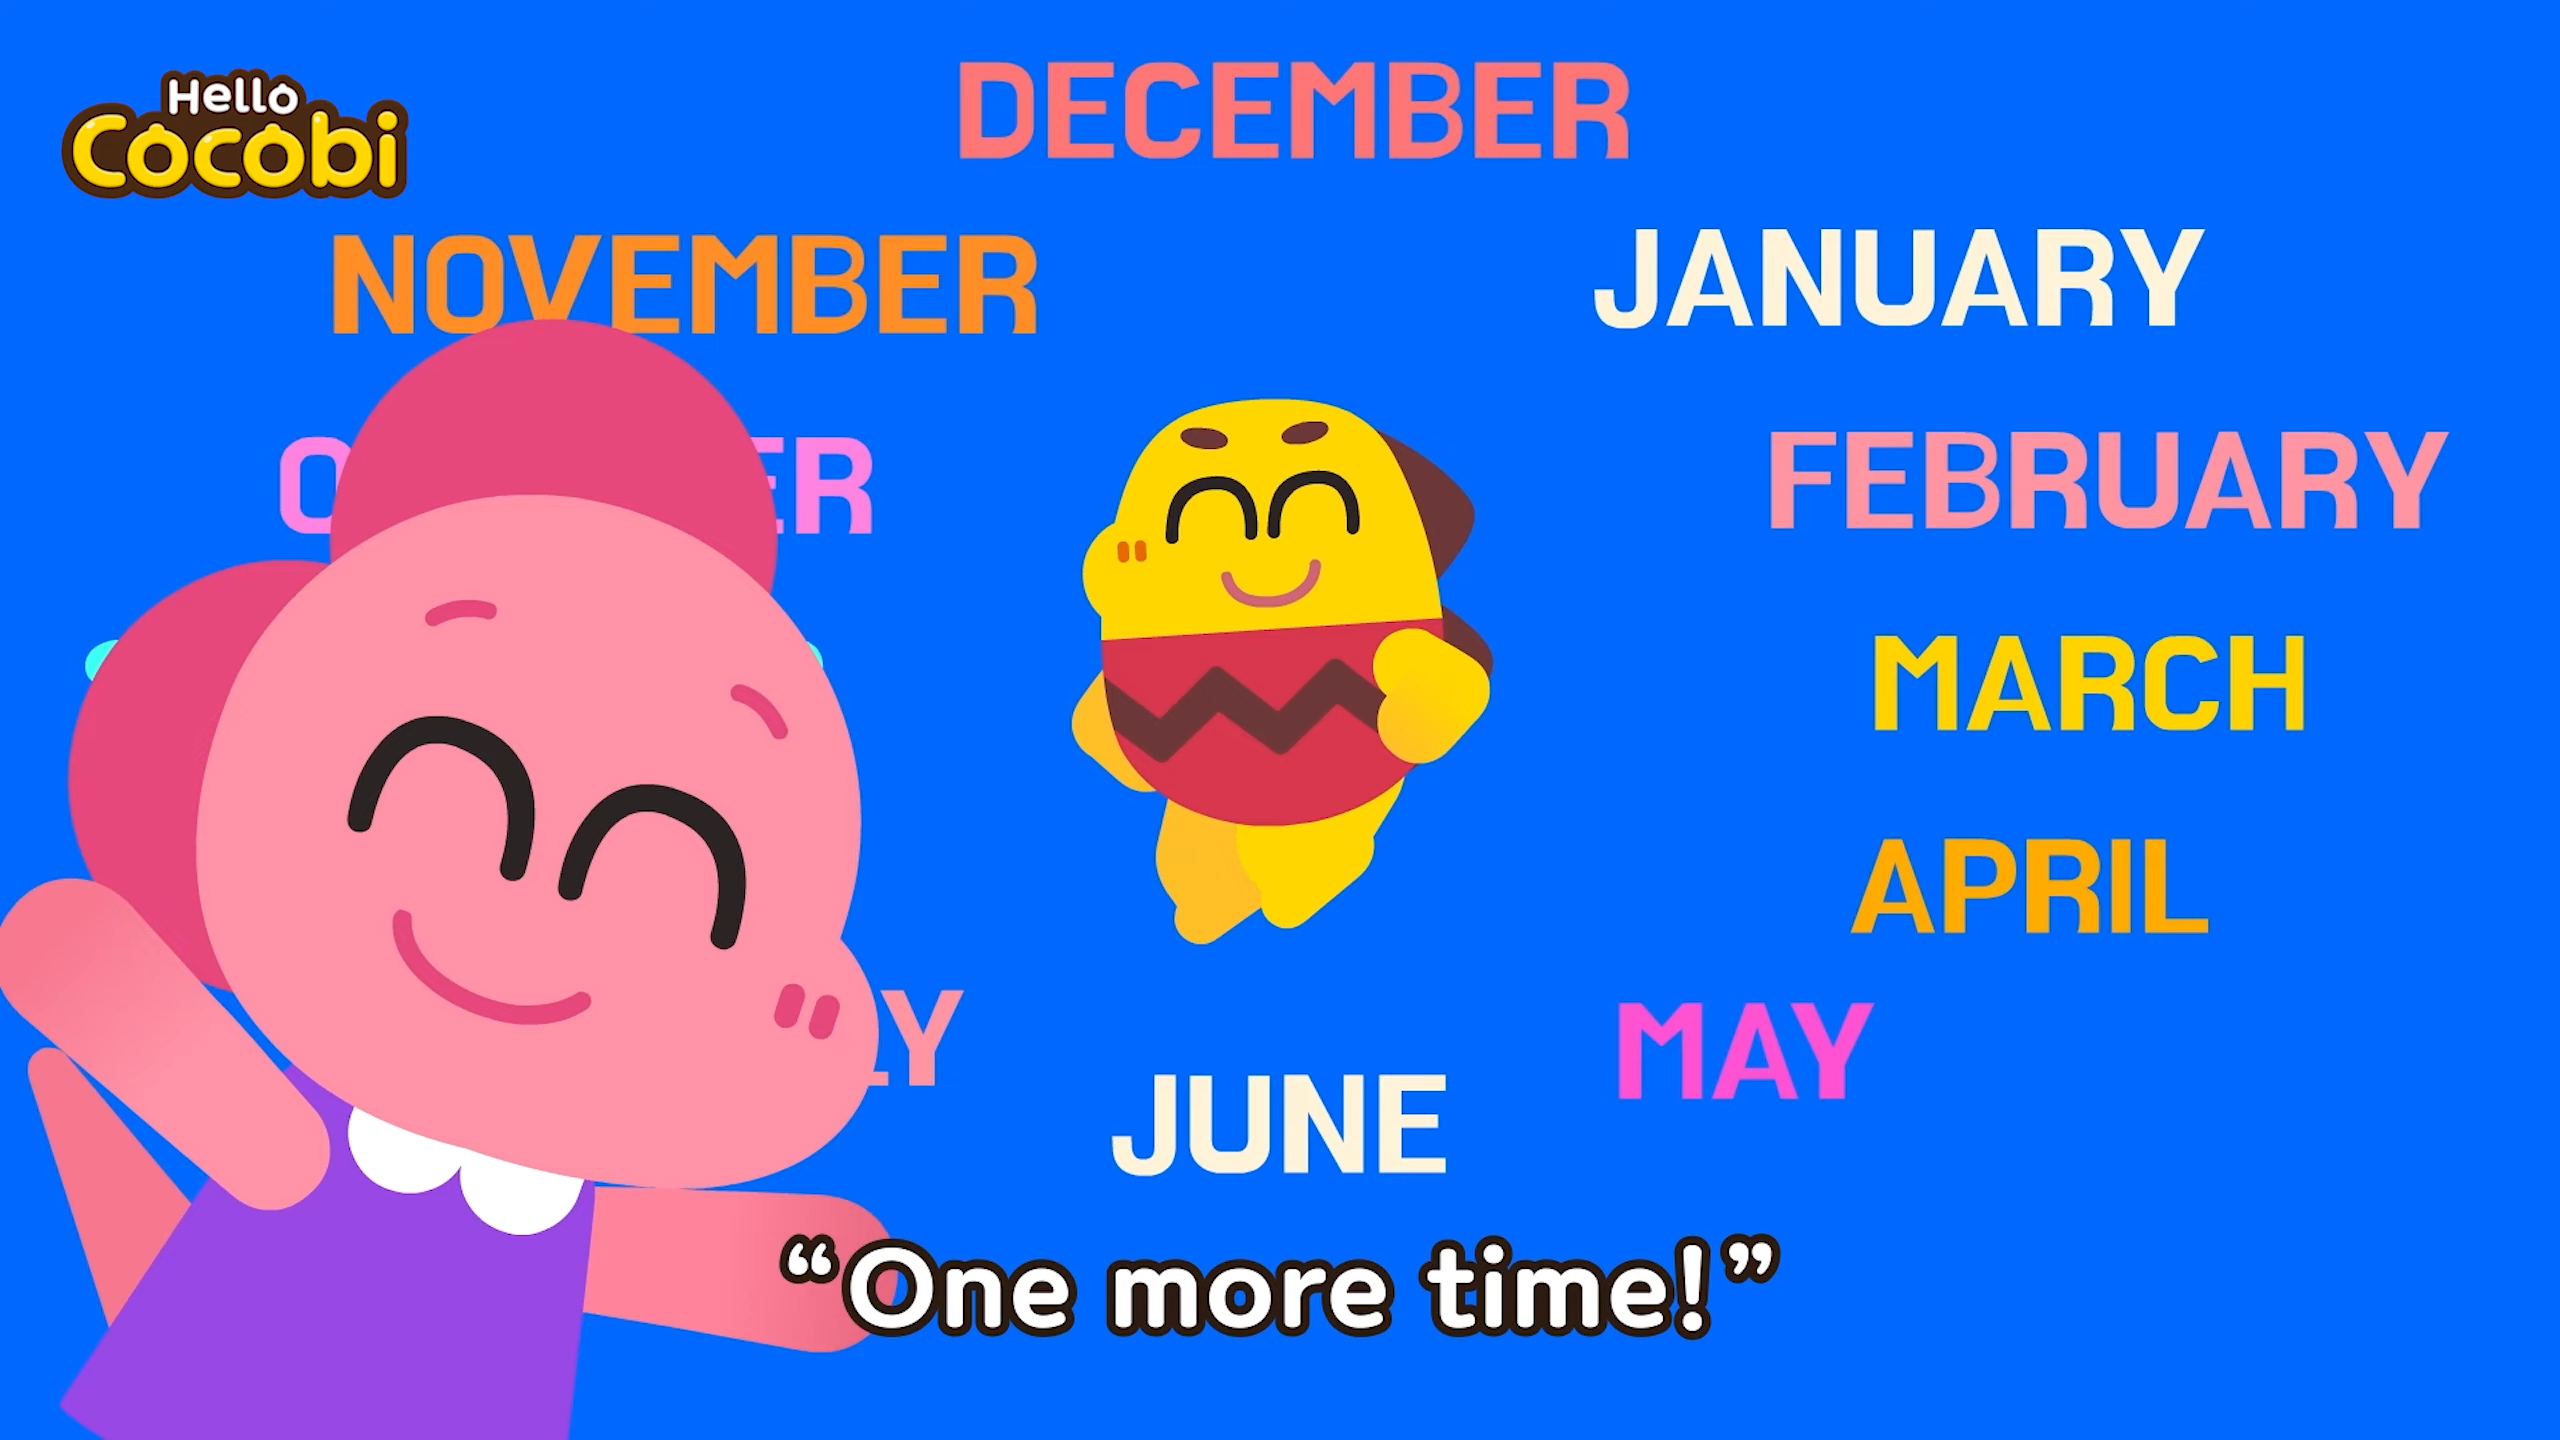 Hello
Cocobi
DECEMBER
NOVEMBER
JANUARY
FEBRUARY
MARCH
APRIL
MAY
JUNE
“One more time!”